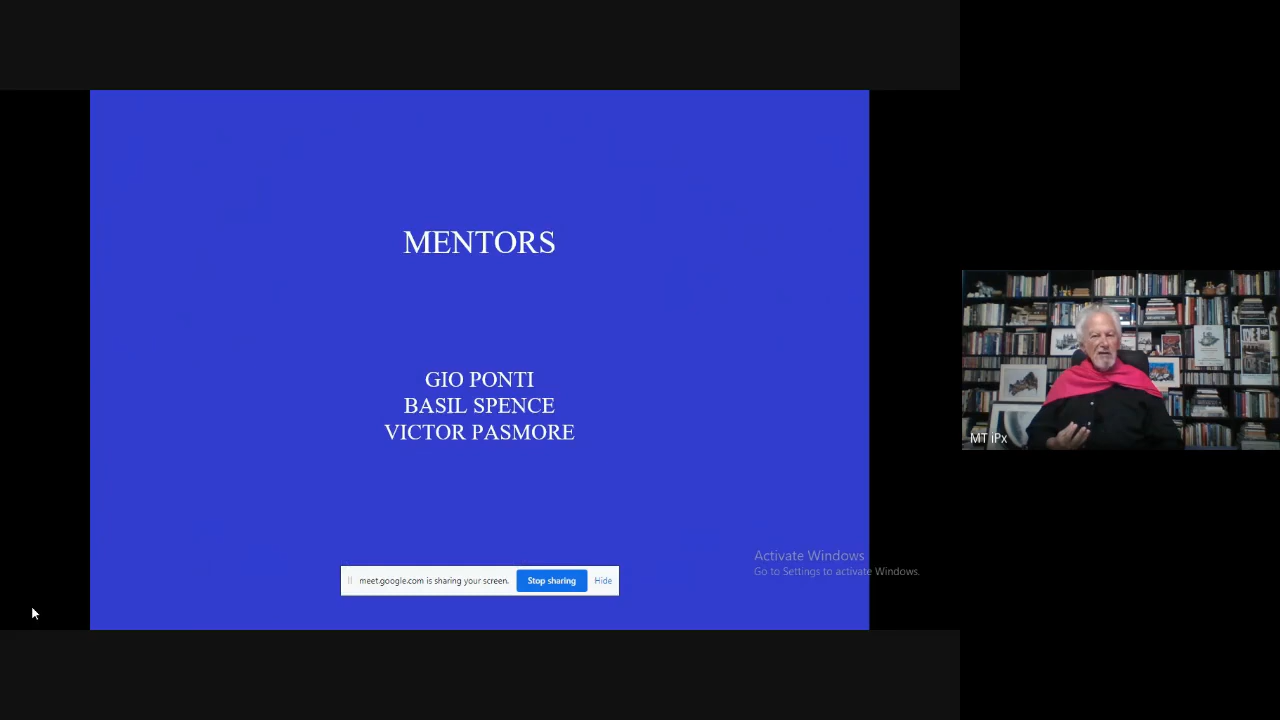 MENTORS
GIO PONTI
BASIL SPENCE
VICTOR PASMORE
Activate Windows
Go to Settings to activate Windows.
meet.google.com is sharing your screen. Stop sharing Hide
MT iPx